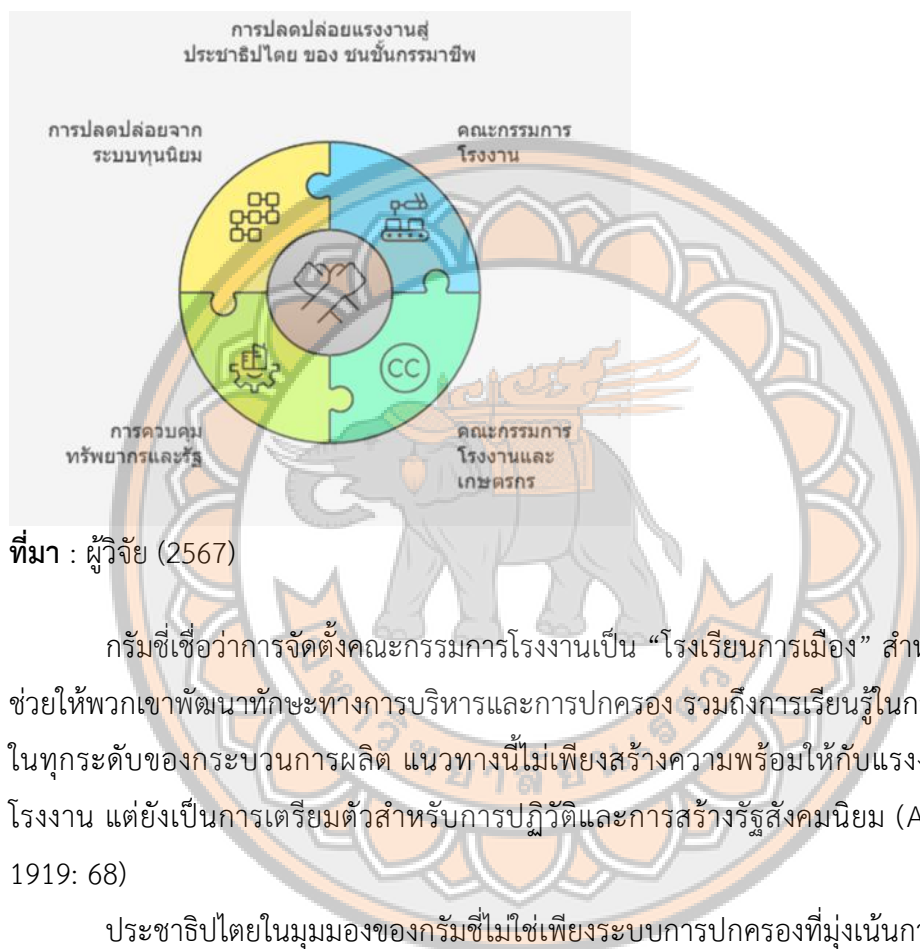 การปลดปล่อยแรงงานสู่
ประชาธิปไตย ของ ชนชั้นกรรมาชีพ
การปลดปล่อยจาก
ระบบทุนนิยม
คณะกรรมการ
โรงงาน
CC
การควบคุม
ทรัพยากรและรัฐ
คณะกรรมการ
โรงงานและ
เกษตรกร
ที่มา : ผู้วิจัย (2567)
กรัมชี่เชื่อว่าการจัดตั้งคณะกรรมการโรงงานเป็น “โรงเรียนการเมือง”
ช่วยให้พวกเขาพัฒนาทักษะทางการบริหารและการปกครอง รวมถึงการเรียนรู้ใน
ในทุกระดับของกระบวนการผลิต แนวทางนี้ไม่เพียงสร้างความพร้อมให้กับ
โรงงาน แต่ยังเป็นการเตรียมตัวสำหรับการปฏิวัติและการสร้างรัฐสังคมนิยม (A
1919: 68)
ประชาธิปไตยในมุมมองของกรัมชี่ไม่ใช่เพียงระบบการปกครองที่มุ่งเน้น
มหาวิทยาลัยนเรศวร